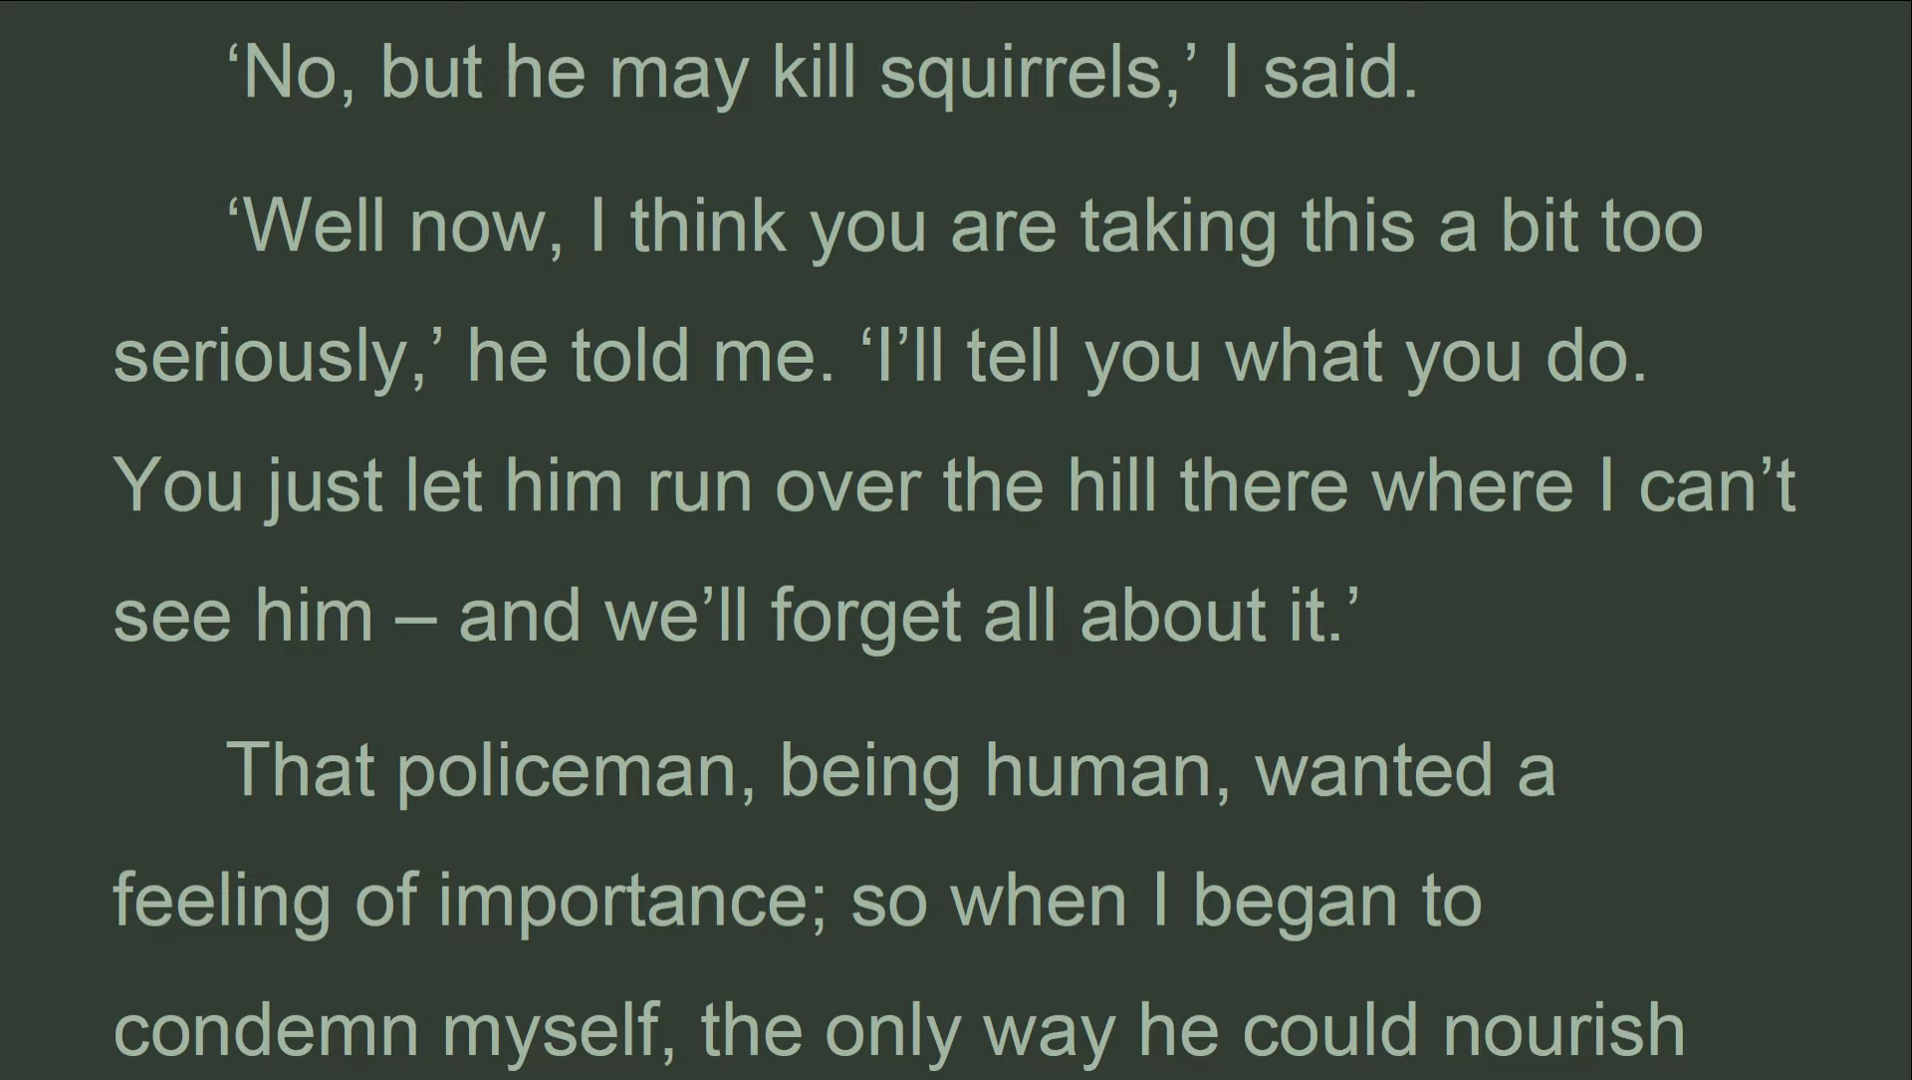 ‘No, but he may kill squirrels,’ I said.
‘Well now, I think you are taking this a bit too
seriously,’ he told me. ‘I’ll tell you what you do.
You just let him run over the hill there where I can’t
see him – and we’ll forget all about it.’
That policeman, being human, wanted a
feeling of importance; so when I began to
condemn myself, the only way he could nourish